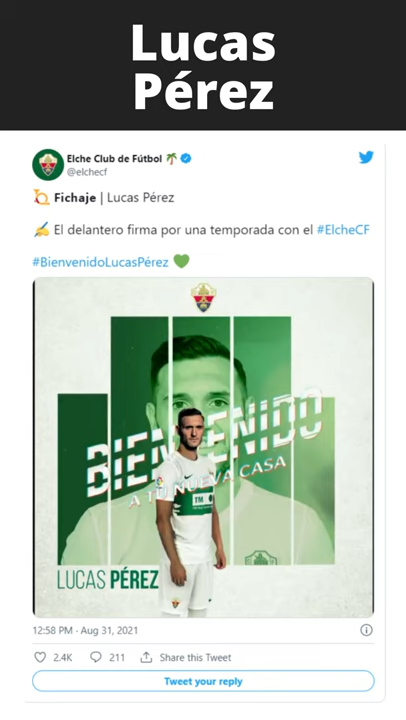 Lucas
Pérez
Elche Club de Fútbol
@elchecf
Fichaje | Lucas Pérez
El delantero firma por una temporada con el #ElcheCF
#BienvenidoLucasPérez
BIENVENIDO
A TU NUEVA CASA
TM
LUCAS PÉREZ
12:58 PM · Aug 31, 2021
2.4K 211 Share this Tweet
Tweet your reply